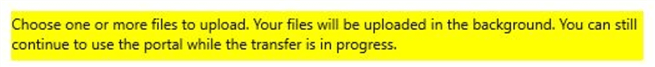 Choose one or more files to upload. Your files will be uploaded in the background. You can still
continue to use the portal while the transfer is in progress.